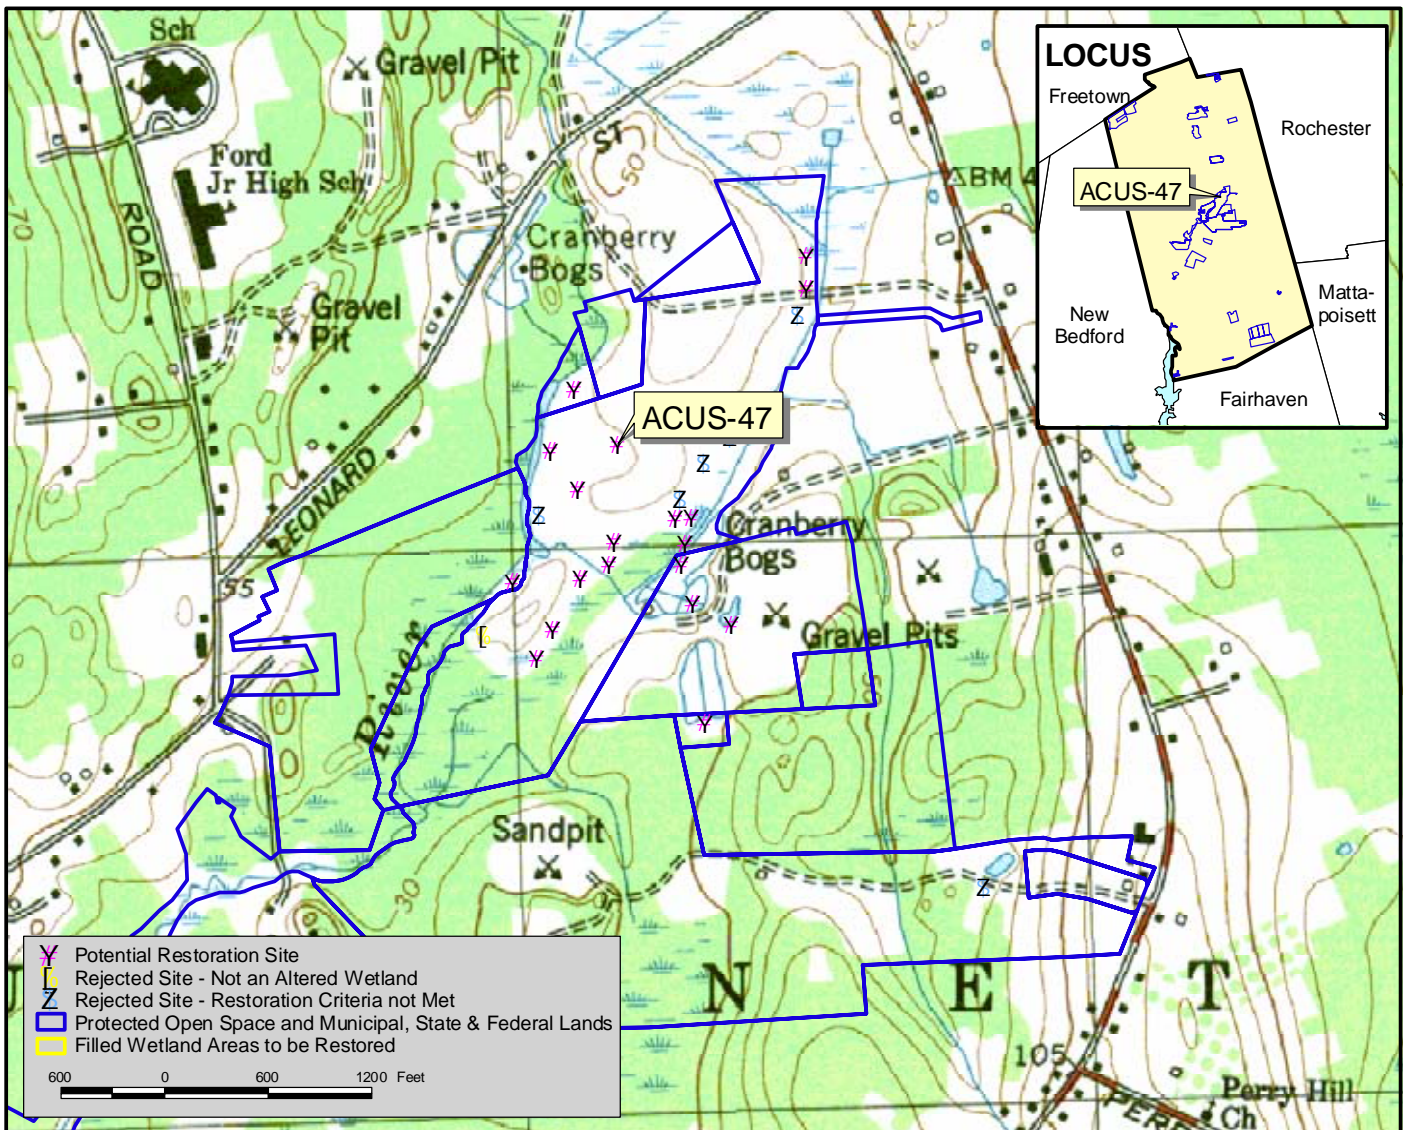 Sch
Gravel Pit
Ford
Jr High Sch
ROAD
70
Gravel
Pit
ST
50
Cranberry
Bogs
BM 4
LOCUS
Freetown
Rochester
ACUS-47
New
Bedford
Matta-
poisett
Fairhaven
ACUS-47
LEONARD
55
Cranberry
Bogs
Gravel Pits
River
Sandpit
30
N E T
105
Perry Hill
Ch
PER
Y Potential Restoration Site
[ Rejected Site - Not an Altered Wetland
Z Rejected Site - Restoration Criteria not Met
Protected Open Space and Municipal, State & Federal Lands
Filled Wetland Areas to be Restored
600 0 600 1200 Feet